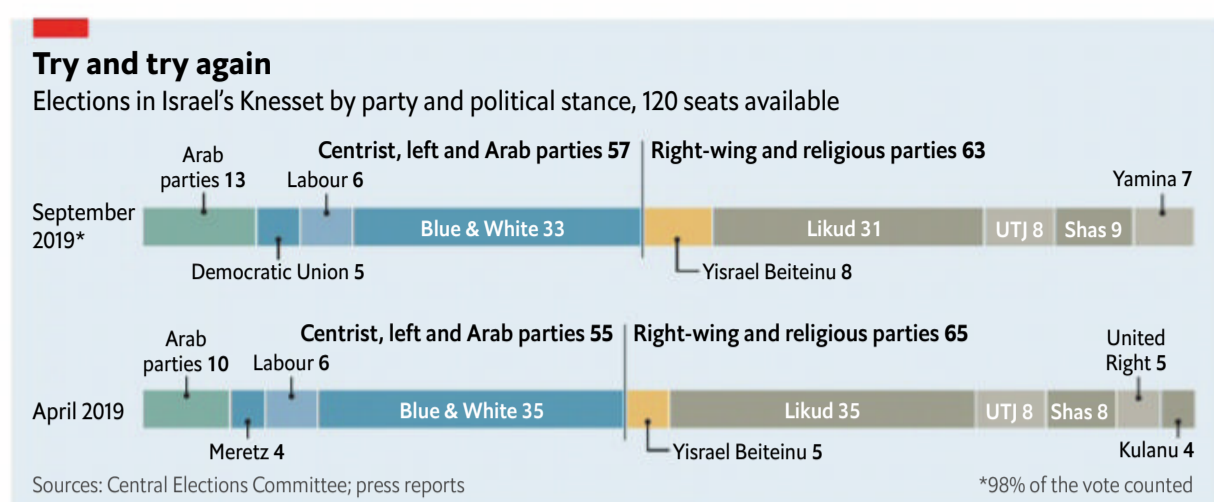 Try and try again
Elections in Israel's Knesset by party and political stance, 120 seats available
Centrist, left and Arab parties 57
Right-wing and religious parties 63
Arab
parties 13
Labour 6
Yamina 7
September
2019*
Blue & White 33
Likud 31
UTJ 8
Shas 9
Democratic Union 5
Yisrael Beiteinu 8
Centrist, left and Arab parties 55
Right-wing and religious parties 65
Arab
parties 10
Labour 6
United
Right 5
April 2019
Blue & White 35
Likud 35
UTJ 8
Shas 8
Meretz 4
Yisrael Beiteinu 5
Kulanu 4
Sources: Central Elections Committee; press reports
*98% of the vote counted